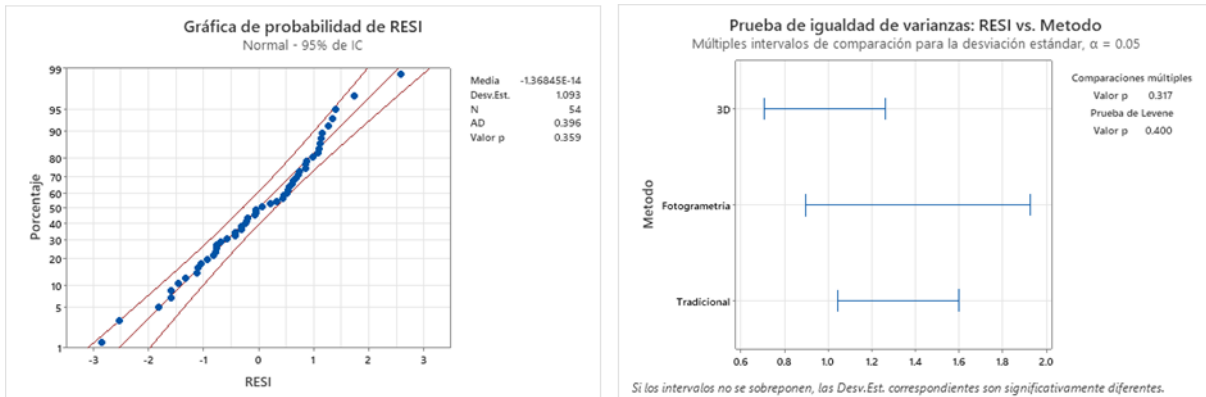 Gráfica de probabilidad de RESI
Normal - 95% de IC
99
95
90
80
70
60
50
40
30
20
10
5
1
Porcentaje
-3 -2 -1 0 1 2 3
RESI
Media -1.36845E-14
Desv.Est. 1.093
N 54
AD 0.396
Valor p 0.359
Prueba de igualdad de varianzas: RESI vs. Metodo
Múltiples intervalos de comparación para la desviación estándar, α = 0.05
3D
Fotogrametría
Tradicional
Metodo
0.6 0.8 1.0 1.2 1.4 1.6 1.8 2.0
Comparaciones múltiples
Valor p 0.317
Prueba de Levene
Valor p 0.400
Si los intervalos no se sobreponen, las Desv.Est. correspondientes son significativamente diferentes.